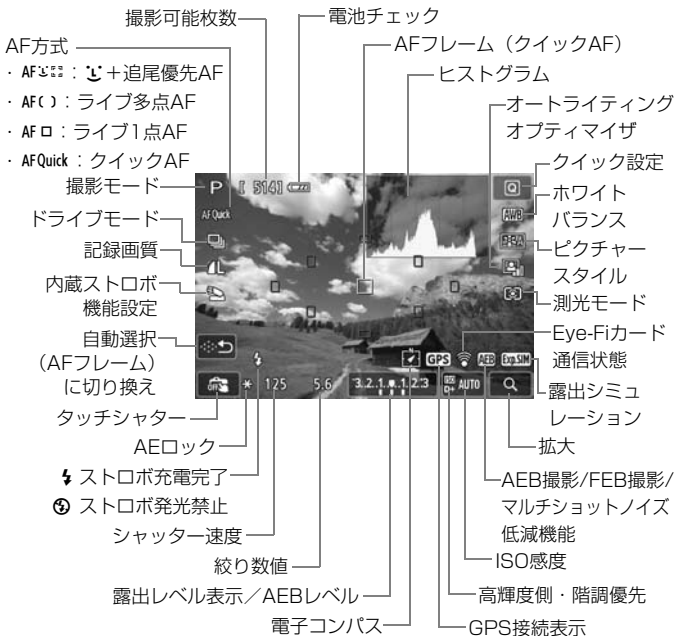 撮影可能枚数
電池チェック
AF方式
AFフレーム（クイックAF）
・AF : ＋追尾優先AF
ヒストグラム
・AF( )：ライブ多点AF
オートライティング
オプティマイザ
・AF□：ライブ1点AF
・AFQuick：クイックAF
クイック設定
撮影モード
P
[ 5141
Q
ホワイト
バランス
AFQuick
AWB
ドライブモード
ピクチャー
スタイル
記録画質
L
測光モード
内蔵ストロボ
機能設定
Eye-Fiカード
通信状態
自動選択
（AFフレーム）
に切り換え
GPS
AEB
Exp.SIM
露出シミュ
レーション
OFF
＊
125
5.6
3..2..1..0..1..2.:3
ISO
D+
AUTO
タッチシャター
拡大
AEロック
ストロボ充電完了
AEB撮影/FEB撮影/
マルチショットノイズ
低減機能
ストロボ発光禁止
シャッター速度
ISO感度
絞り数値
露出レベル表示／AEBレベル
高輝度側・階調優先
電子コンパス
GPS接続表示